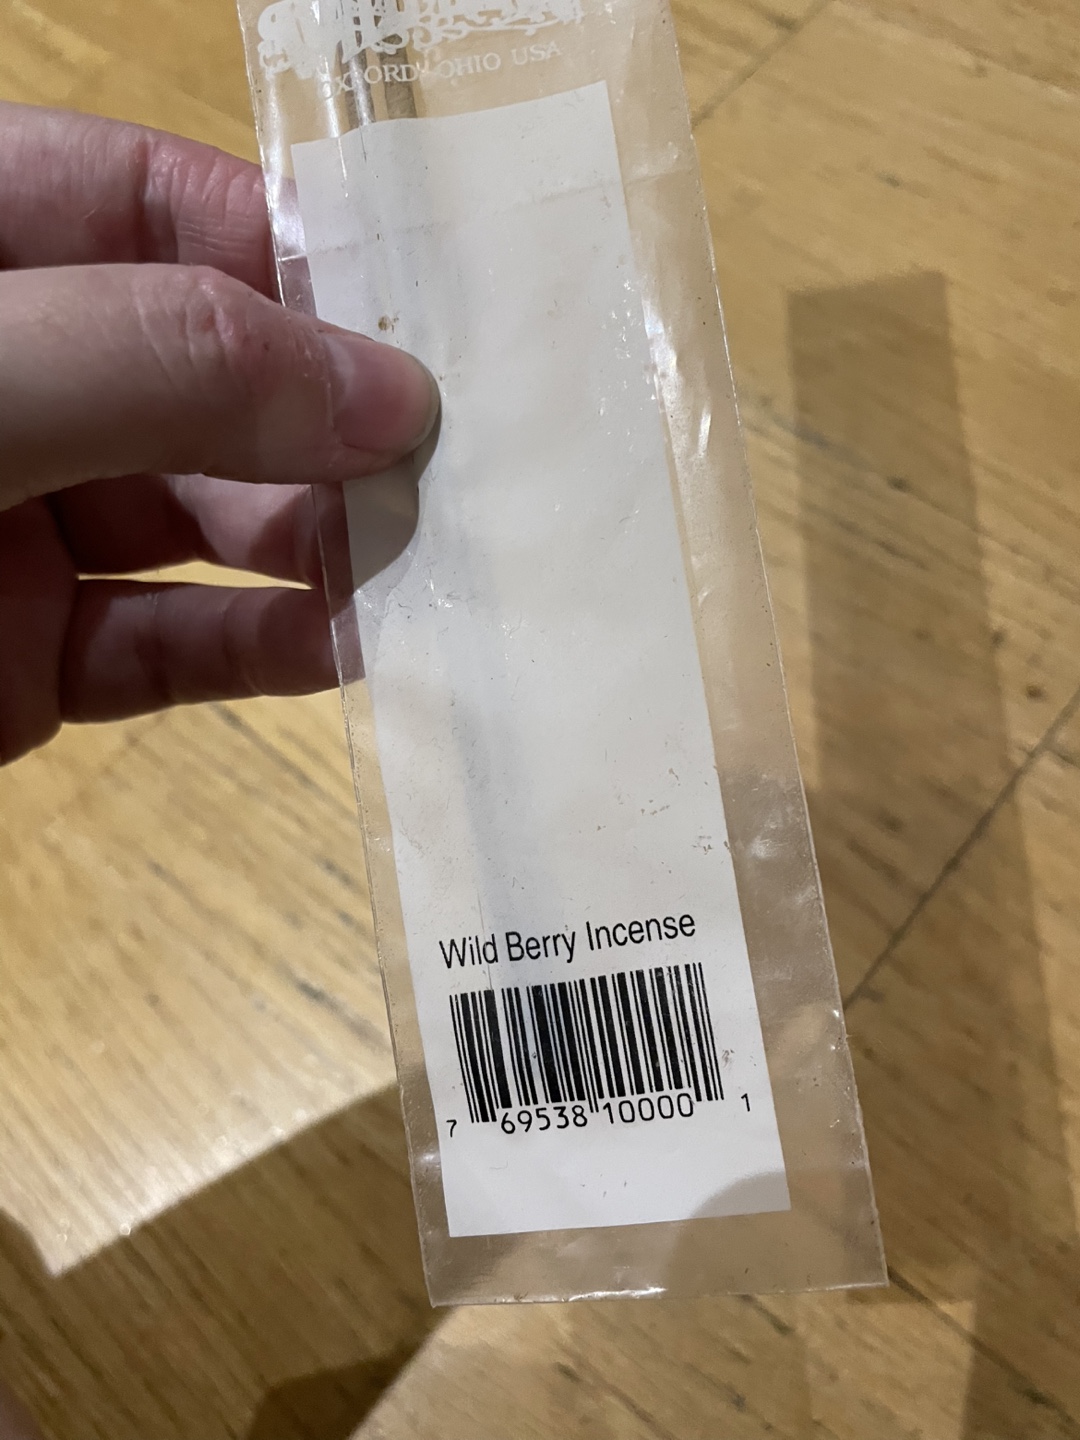 OXFORD, OHIO USA
Wild Berry Incense
7 69538 10000 1